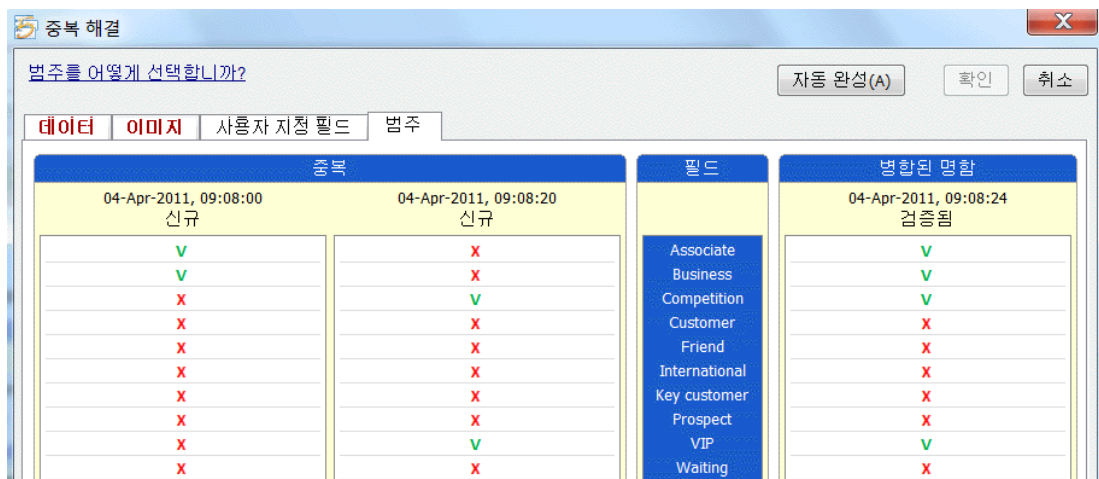 중복 해결
X
범주를 어떻게 선택합니까?
자동 완성(A) 확인 취소
데이터 이미지 사용자 지정 필드 범주
중복 필드 병합된 명함
04-Apr-2011, 09:08:00 04-Apr-2011, 09:08:20 04-Apr-2011, 09:08:24
신규 신규 검증됨
V X Associate V
V X Business V
X V Competition V
X X Customer X
X X Friend X
X X International X
X X Key customer X
X X Prospect X
X V VIP V
X X Waiting X